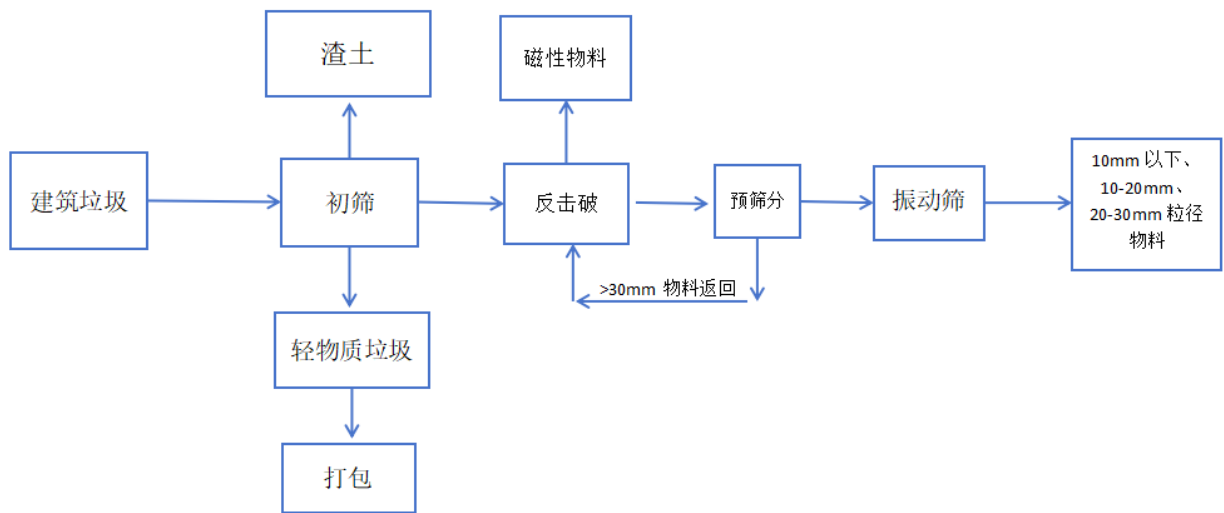 渣土
磁性物料
建筑垃圾
初筛
反击破
预筛分
振动筛
10mm 以下、
10-20mm、
20-30mm 粒径
物料
>30mm 物料返回
轻物质垃圾
打包